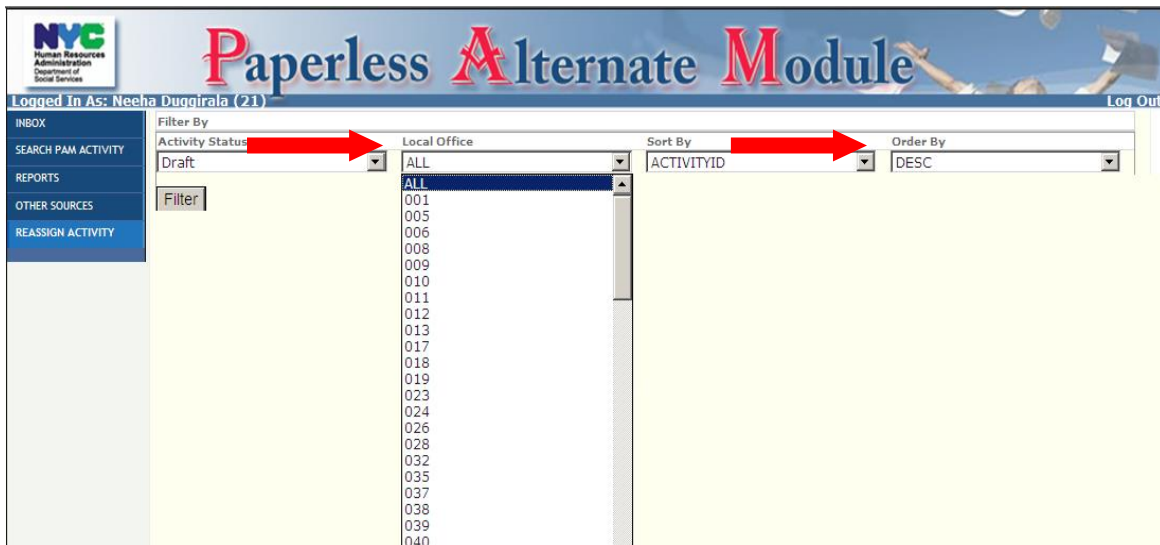 NYC
Human Resources
Administration
Department of
Social Services
Paperless Alternate Module
Logged In As: Neeha Duggirala (21)
Log Out
INBOX
SEARCH PAM ACTIVITY
REPORTS
OTHER SOURCES
REASSIGN ACTIVITY
Filter By
Activity Status
Local Office
Sort By
Order By
Draft
ALL
ACTIVITYID
DESC
Filter
ALL
001
005
006
008
009
010
011
012
013
017
018
019
023
024
026
028
032
035
037
038
039
040